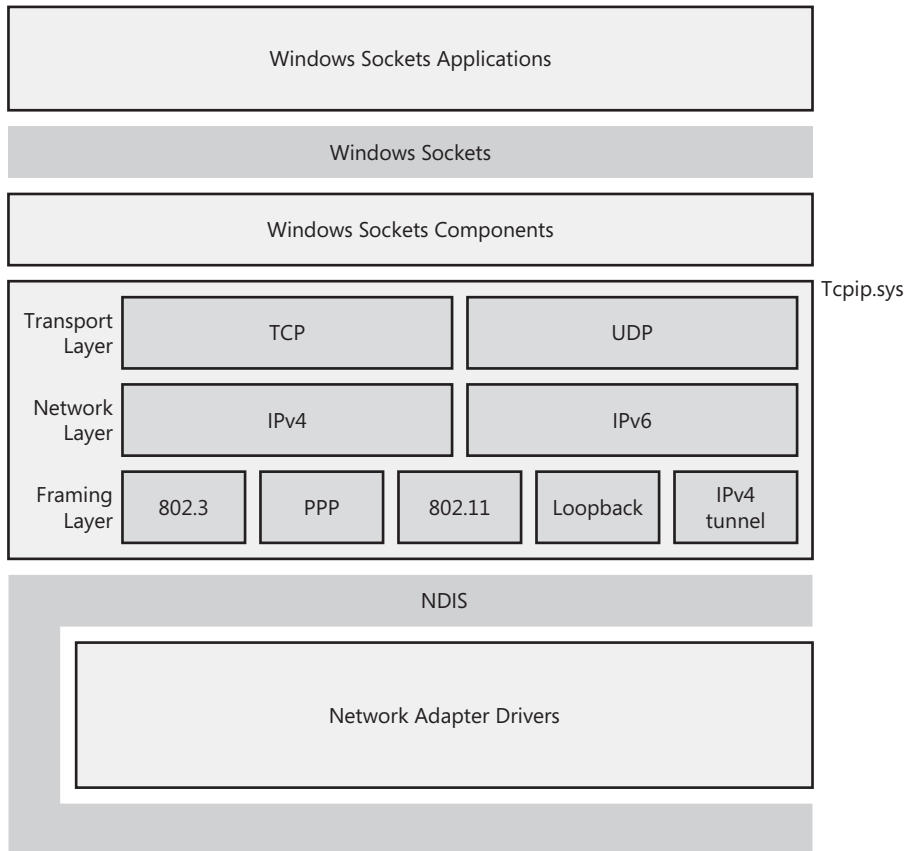 Windows Sockets Applications
Windows Sockets
Windows Sockets Components
Tcpip.sys
Transport
Layer
TCP
UDP
Network
Layer
IPv4
IPv6
Framing
Layer
802.3
PPP
802.11
Loopback
IPv4
tunnel
NDIS
Network Adapter Drivers